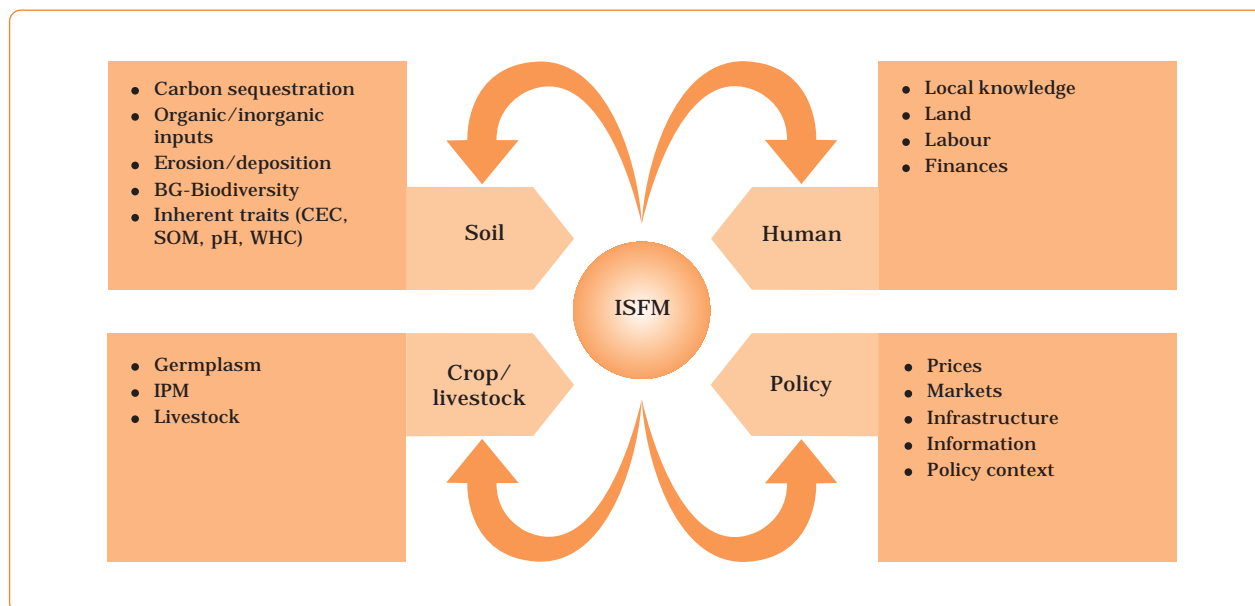 ● Carbon sequestration
● Organic/inorganic
inputs
● Erosion/deposition
● BG-Biodiversity
● Inherent traits (CEC,
SOM, pH, WHC)
Soil
Human
● Local knowledge
● Land
● Labour
● Finances
ISFM
● Germplasm
● IPM
● Livestock
Crop/
livestock
Policy
● Prices
● Markets
● Infrastructure
● Information
● Policy context